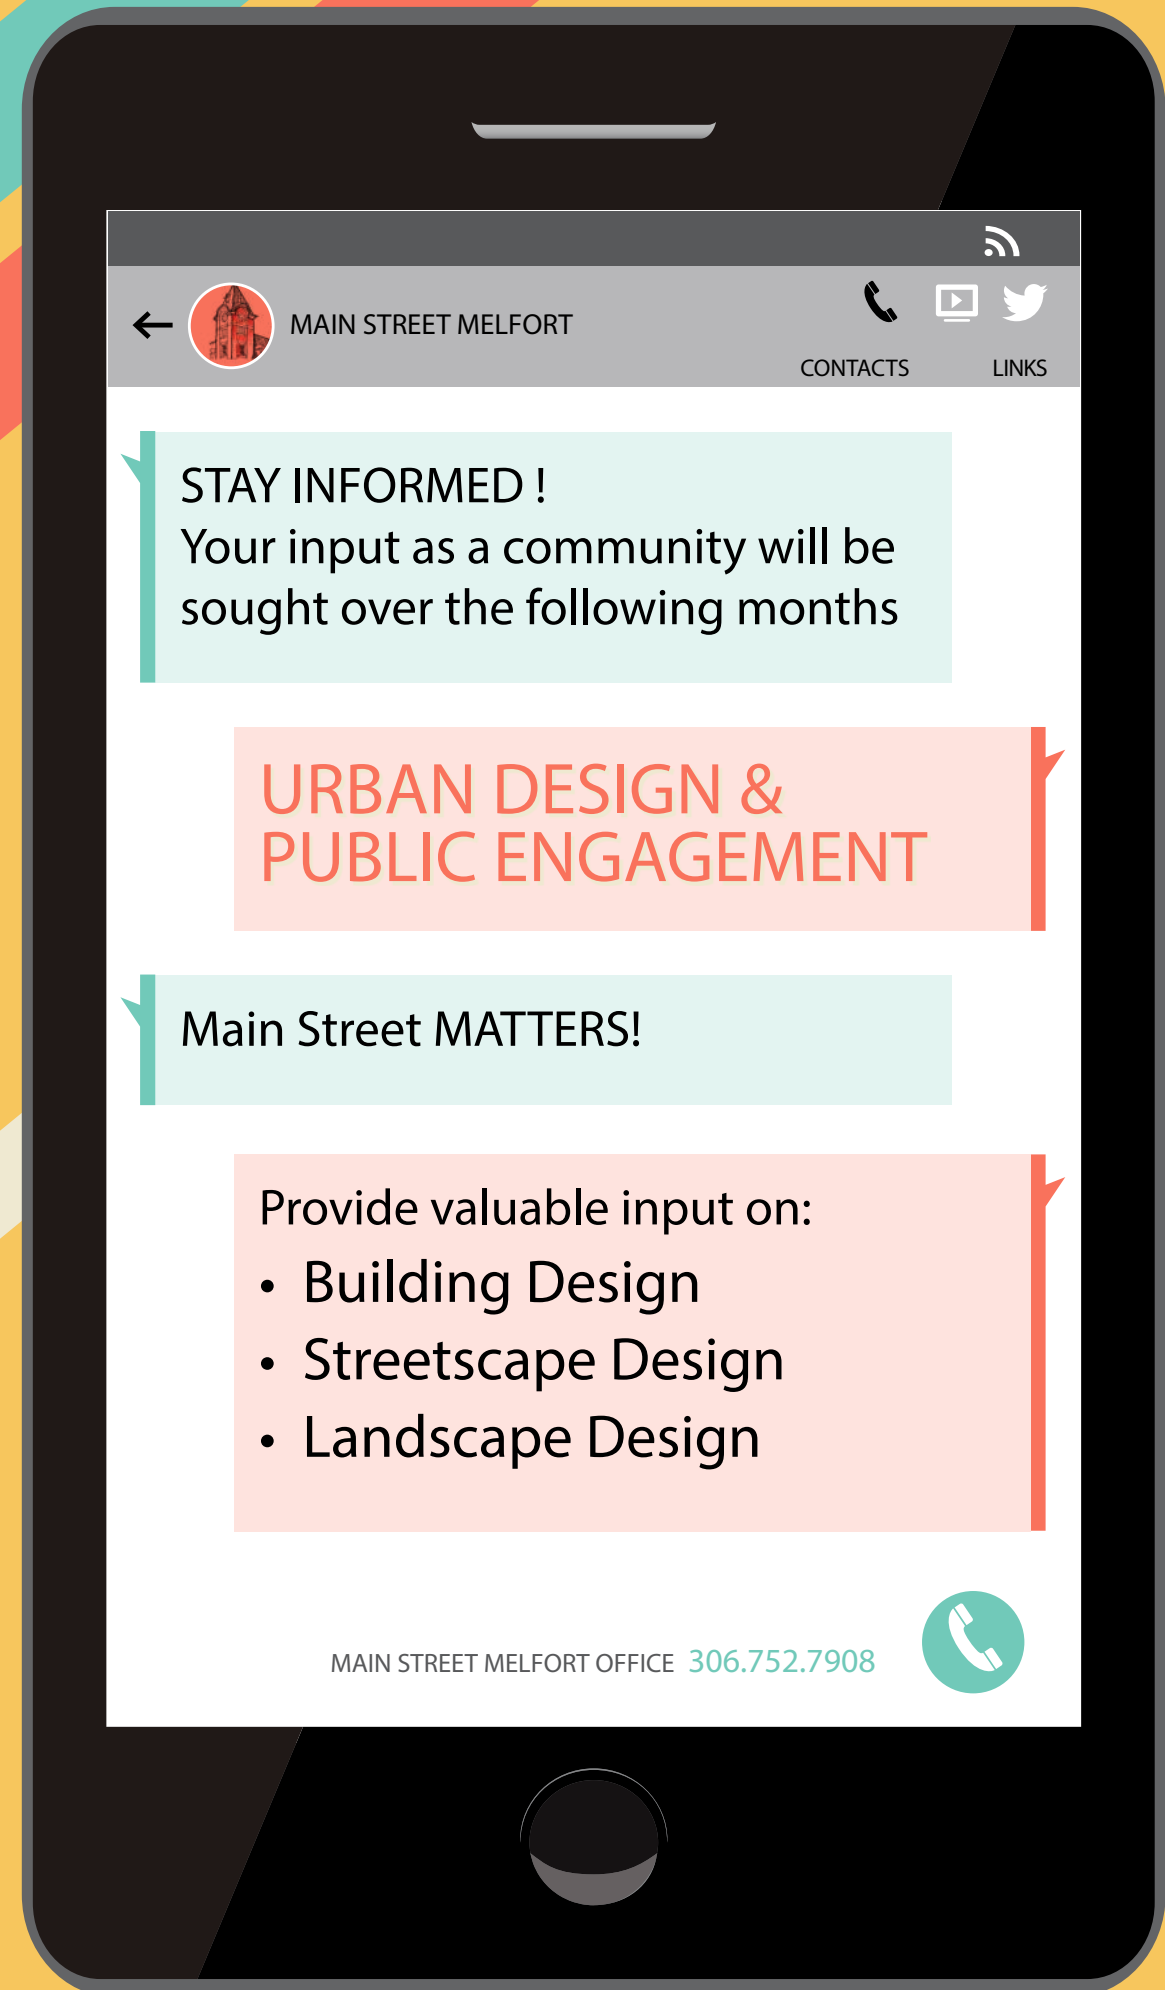 MAIN STREET MELFORT
CONTACTS LINKS
STAY INFORMED !
Your input as a community will be
sought over the following months
URBAN DESIGN &
PUBLIC ENGAGEMENT
Main Street MATTERS!
Provide valuable input on:
• Building Design
• Streetscape Design
• Landscape Design
MAIN STREET MELFORT OFFICE 306.752.7908